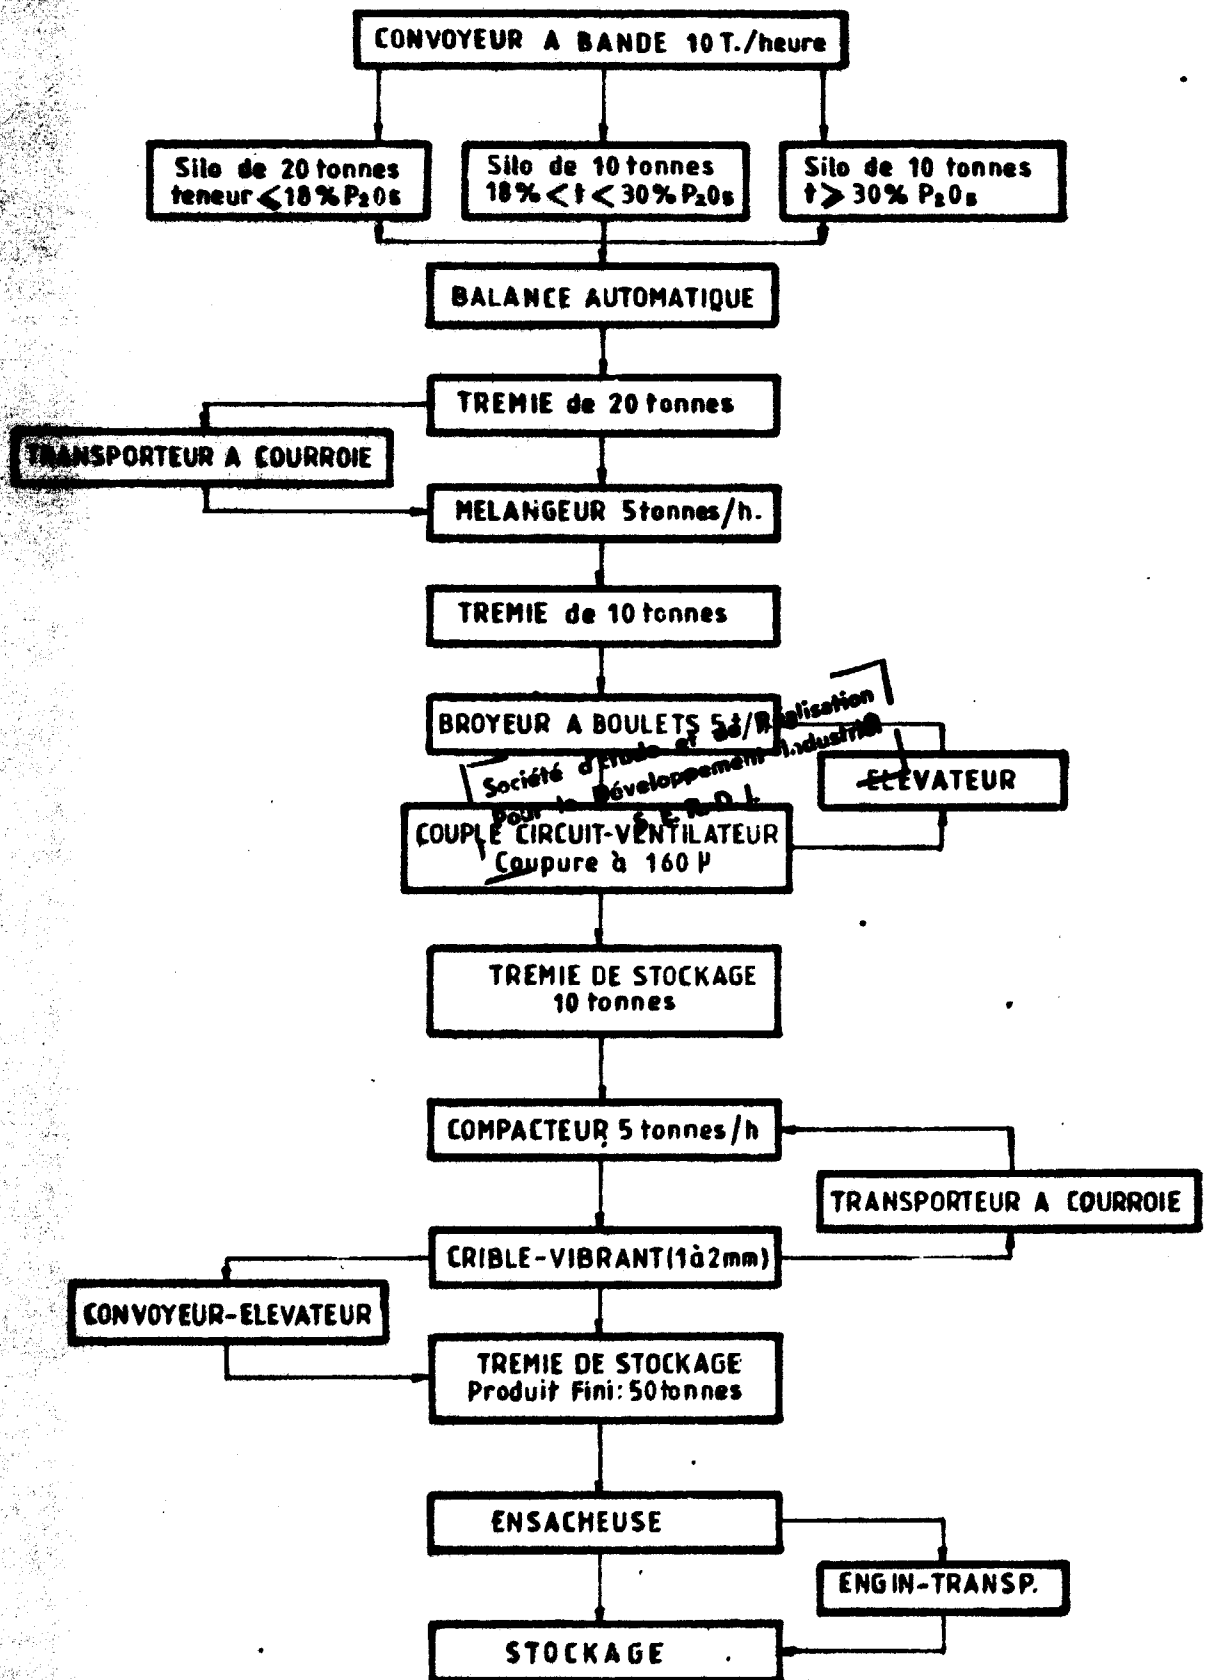 CONVOYEUR A BANDE 10 T./heure
Silo de 20 tonnes
teneur ⩽ 18% P₂O₅
Silo de 10 tonnes
18% < t < 30% P₂O₅
Silo de 10 tonnes
t ⩾ 30% P₂O₅
BALANCE AUTOMATIQUE
TREMIE de 20 tonnes
TRANSPORTEUR A COURROIE
MELANGEUR 5 tonnes/h.
TREMIE de 10 tonnes
BROYEUR A BOULETS 5 t/
Société d'Etude et de Réalisation
Pour le Développement Industriel
S.E.R.D.I.
ELEVATEUR
COUPLE CIRCUIT-VENTILATEUR
Coupure à 160 µ
TREMIE DE STOCKAGE
10 tonnes
COMPACTEUR 5 tonnes/h
TRANSPORTEUR A COURROIE
CRIBLE-VIBRANT (1à2mm)
CONVOYEUR-ELEVATEUR
TREMIE DE STOCKAGE
Produit Fini: 50 tonnes
ENSACHEUSE
ENGIN-TRANSP.
STOCKAGE